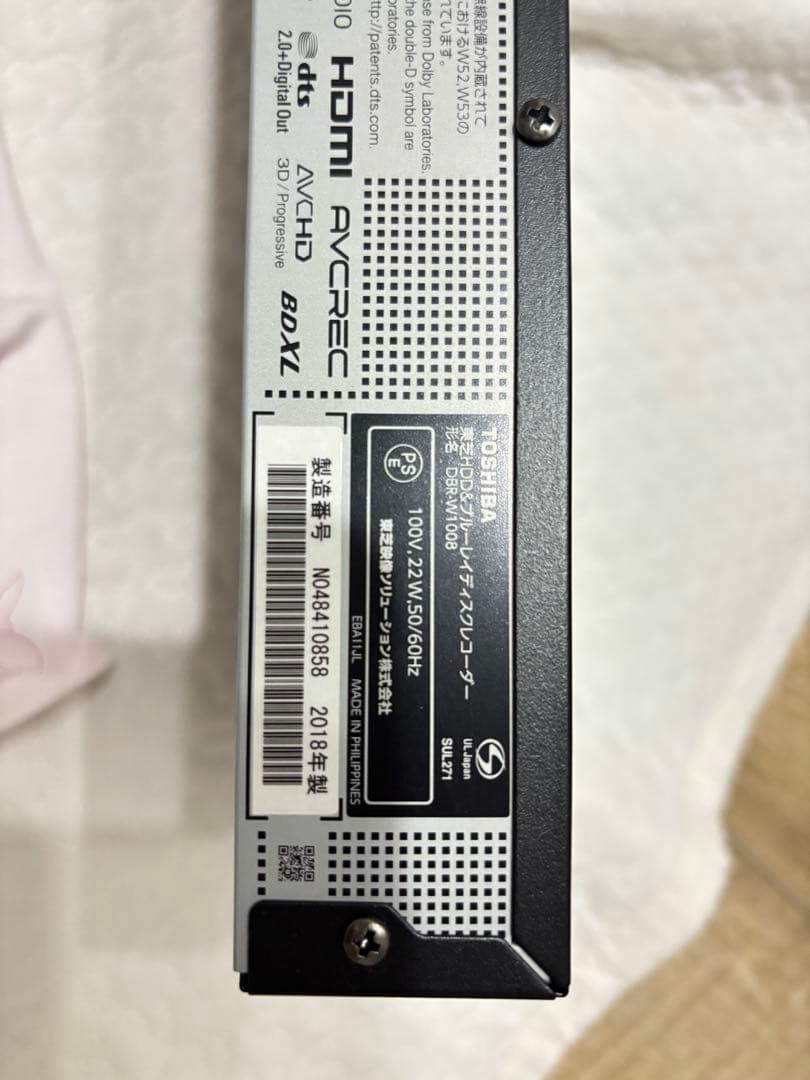 無線設備が内蔵されて
におけるW52,W53の
れています。
se from Dolby Laboratories.
the double-D symbol are
oratories.
ttp://patents.dts.com.
DIO
HDMI
AVCREC
dts
2.0+Digital Out
AVCHD
3D / Progressive
BDXL
TOSHIBA
東芝HDD&ブルーレイディスクレコーダー
形名 DBR-W1008
UL Japan
SUL271
PS
E
100V,22W,50/60Hz
東芝映像ソリューション株式会社
EBA11JL MADE IN PHILIPPINES
製造番号 N048410858 2018年製